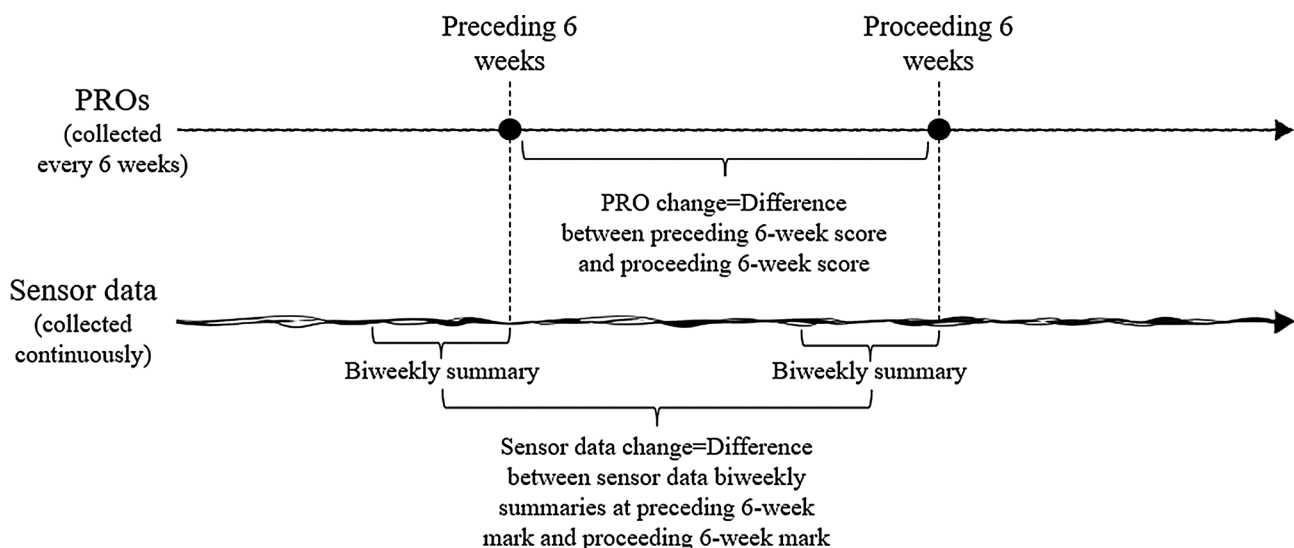 Preceding 6
weeks
Proceeding 6
weeks
PROs
(collected
every 6 weeks)
PRO change=Difference
between preceding 6-week score
and proceeding 6-week score
Sensor data
(collected
continuously)
Biweekly summary
Biweekly summary
Sensor data change=Difference
between sensor data biweekly
summaries at preceding 6-week
mark and proceeding 6-week mark